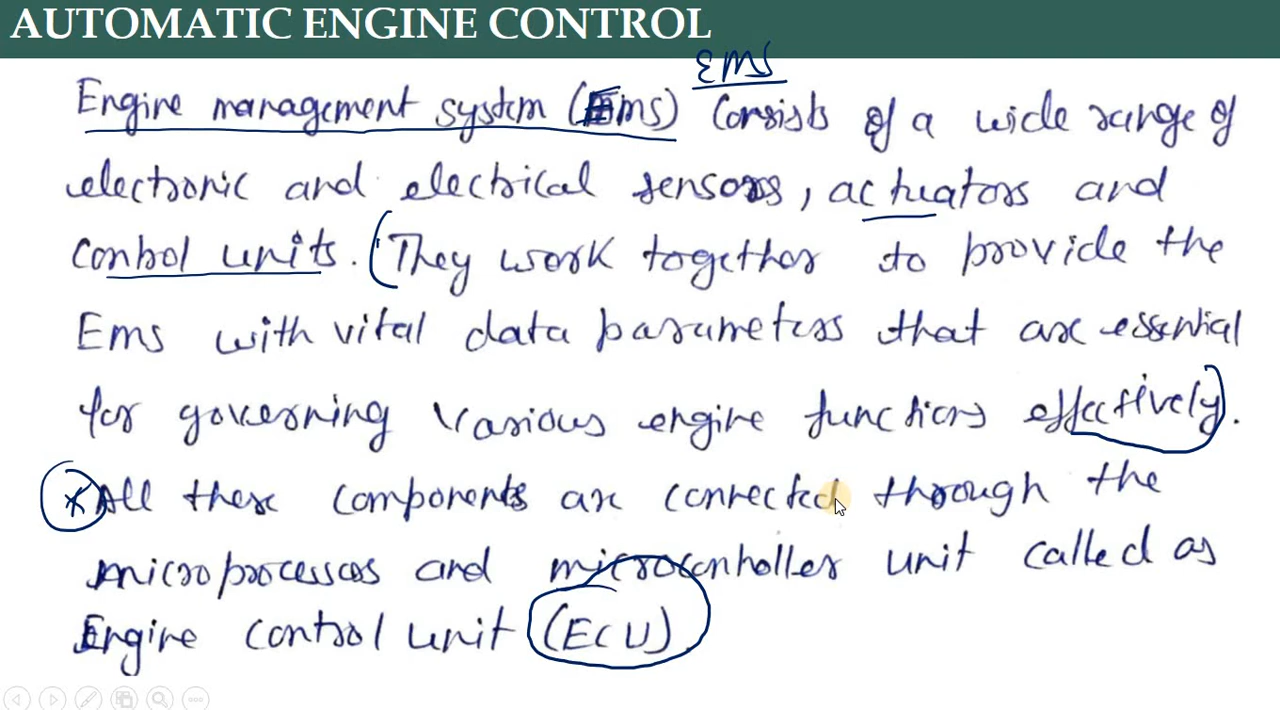 AUTOMATIC ENGINE CONTROL
EMS
Engine management system (Ems) Consists of a wide range of
electronic and electrical sensors, actuators and
Control units. (They work together to provide the
Ems with vital data parameters that are essential
for governing various engine functions effectively).
* All these components are connected through the
microprocessors and microcontroller unit called as
Engine control unit (ECU).